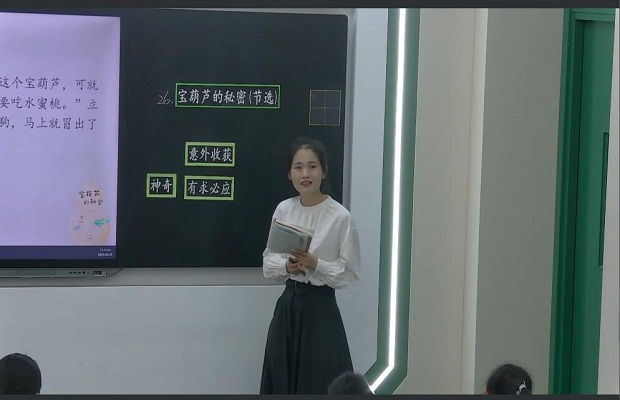 这个宝葫芦，可就
要吃水蜜桃。”立
狗，马上就冒出了
宝葫芦
的秘密
26.宝葫芦的秘密(节选)
意外收获
神奇 有求必应